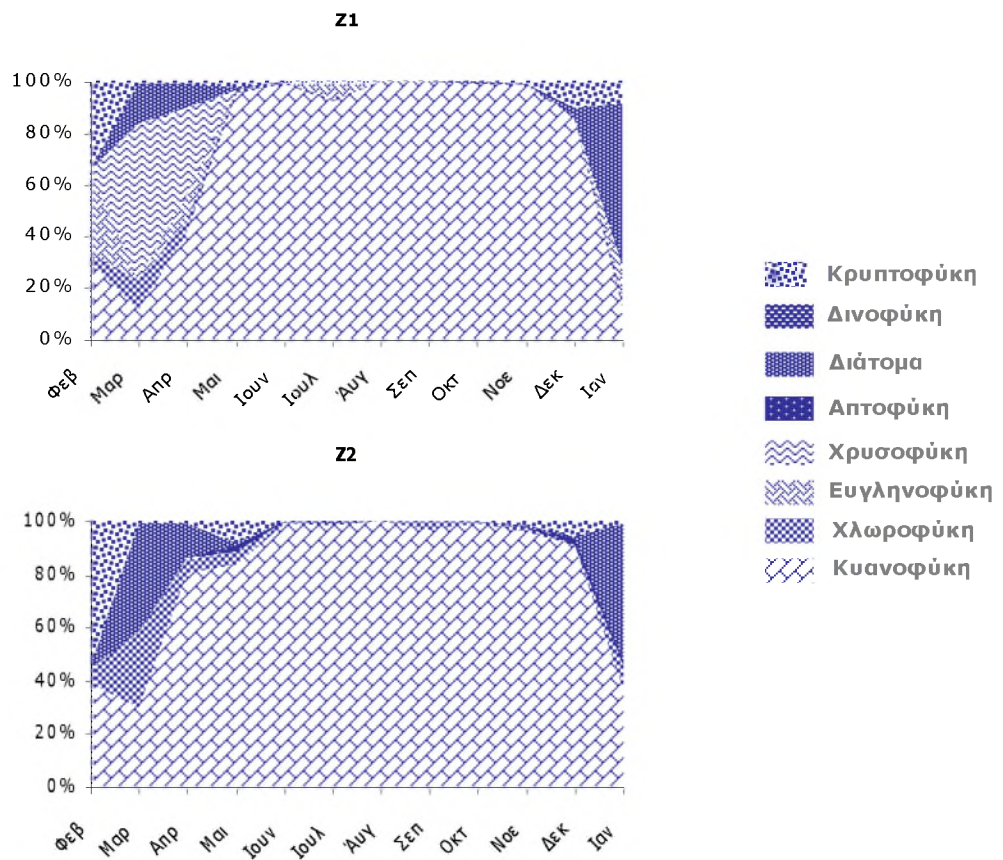 Z1
100%
80%
60%
40%
20%
0%
Φεβ Μαρ Απρ Μαι Ιουν Ιουλ Άυγ Σεπ Οκτ Νοε Δεκ Ιαν
Κρυπτοφύκη
Δινοφύκη
Διάτομα
Απτοφύκη
Χρυσοφύκη
Ευγληνοφύκη
Χλωροφύκη
Κυανοφύκη
Z2
100%
80%
60%
40%
20%
0%
Φεβ Μαρ Απρ Μαι Ιουν Ιουλ Άυγ Σεπ Οκτ Νοε Δεκ Ιαν